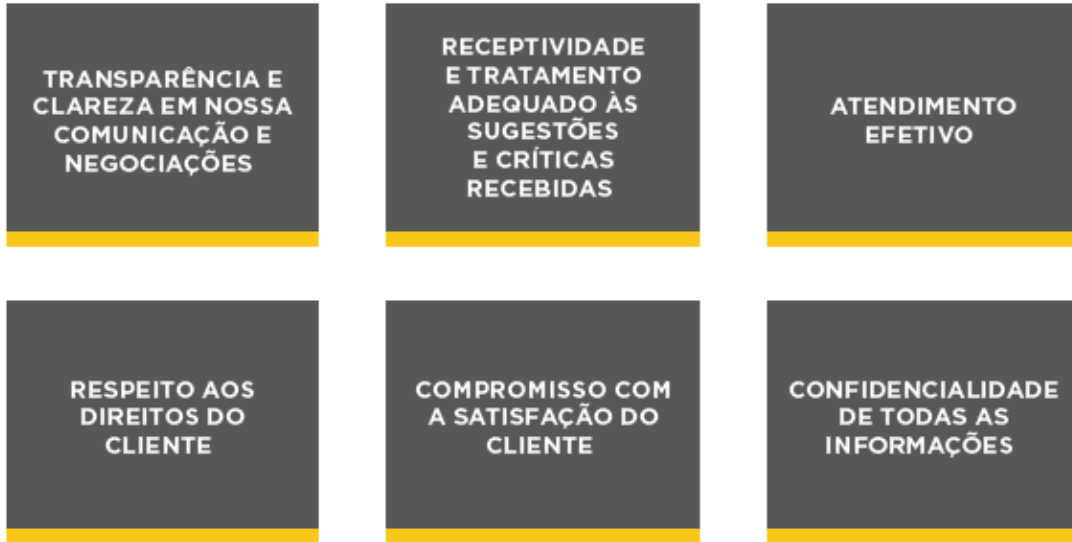 TRANSPARÊNCIA E
CLAREZA EM NOSSA
COMUNICAÇÃO E
NEGOCIAÇÕES
RECEPTIVIDADE
E TRATAMENTO
ADEQUADO ÀS
SUGESTÕES
E CRÍTICAS
RECEBIDAS
ATENDIMENTO
EFETIVO
RESPEITO AOS
DIREITOS DO
CLIENTE
COMPROMISSO COM
A SATISFAÇÃO DO
CLIENTE
CONFIDENCIALIDADE
DE TODAS AS
INFORMAÇÕES